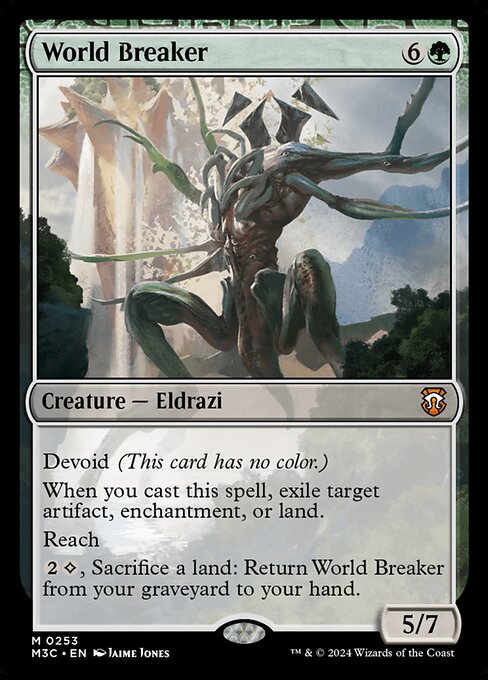 World Breaker 6
Creature — Eldrazi
Devoid (This card has no color.)
When you cast this spell, exile target
artifact, enchantment, or land.
Reach
2 , Sacrifice a land: Return World Breaker
from your graveyard to your hand.
5/7
M 0253
M3C • EN Jaime Jones
™ & © 2024 Wizards of the Coast